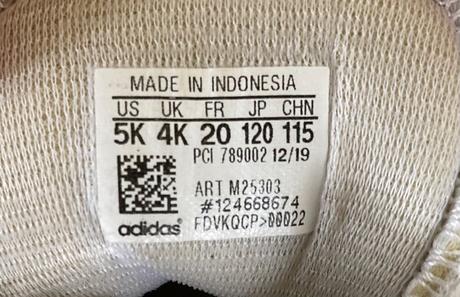 MADE IN INDONESIA
US UK FR JP CHN
5K 4K 20 120 115
PCI 789002 12/19
ART M25303
#124668674
adidas® FDVKQCP>00022